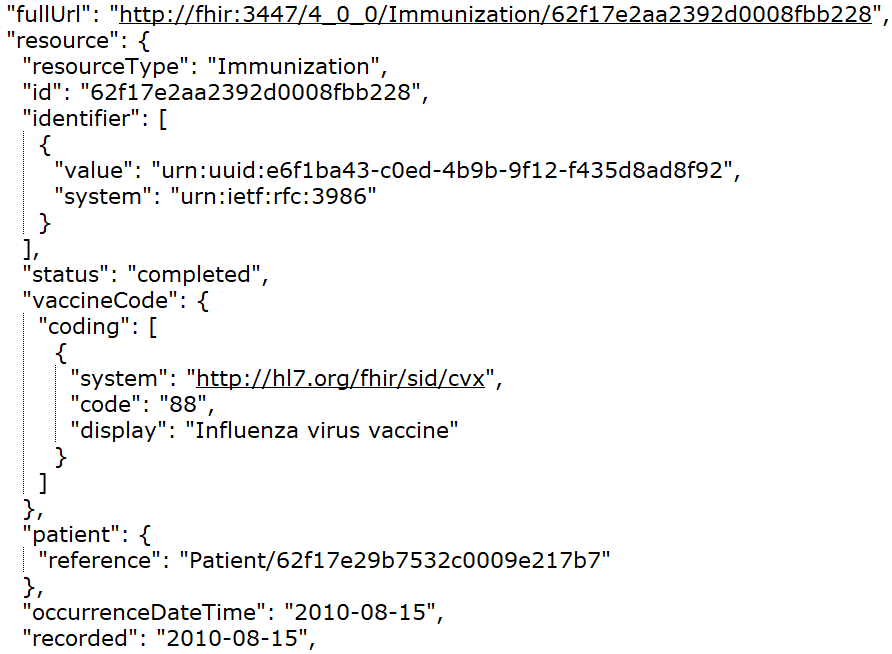 "fullUrl": "http://fhir:3447/4_0_0/Immunization/62f17e2aa2392d0008fbb228",
"resource": {
"resourceType": "Immunization",
"id": "62f17e2aa2392d0008fbb228",
"identifier": [
{
"value": "urn:uuid:e6f1ba43-c0ed-4b9b-9f12-f435d8ad8f92",
"system": "urn:ietf:rfc:3986"
}
],
"status": "completed",
"vaccineCode": {
"coding": [
{
"system": "http://hl7.org/fhir/sid/cvx",
"code": "88",
"display": "Influenza virus vaccine"
}
]
},
"patient": {
"reference": "Patient/62f17e29b7532c0009e217b7"
},
"occurrenceDateTime": "2010-08-15",
"recorded": "2010-08-15",